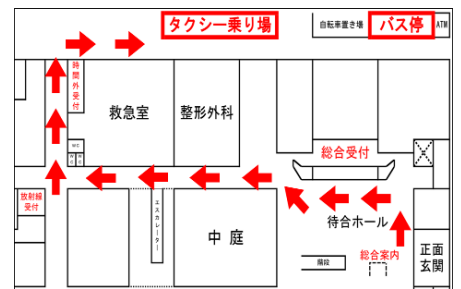 タクシー乗り場
自転車置き場
バス停
ATM
時間外受付
救急室
整形外科
総合受付
WC
放射線
受付
エスカレーター
中庭
待合ホール
階段
総合案内
正面
玄関